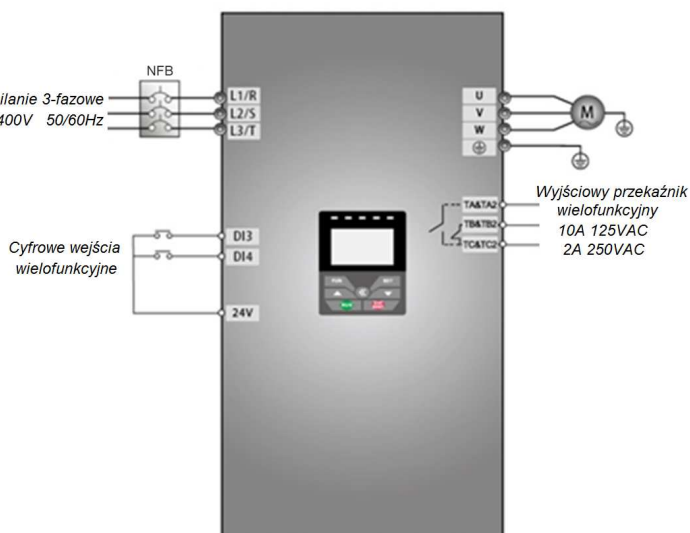 NFB
ilanie 3-fazowe
400V 50/60Hz
L1/R
L2/S
L3/T
U
V
W
M
Wyjściowy przekażnik
wielofunkcyjny
10A 125VAC
2A 250VAC
TA&TA2
TB&TB2
TC&TC2
Cyfrowe wejścia
wielofunkcyjne
DI3
DI4
24V